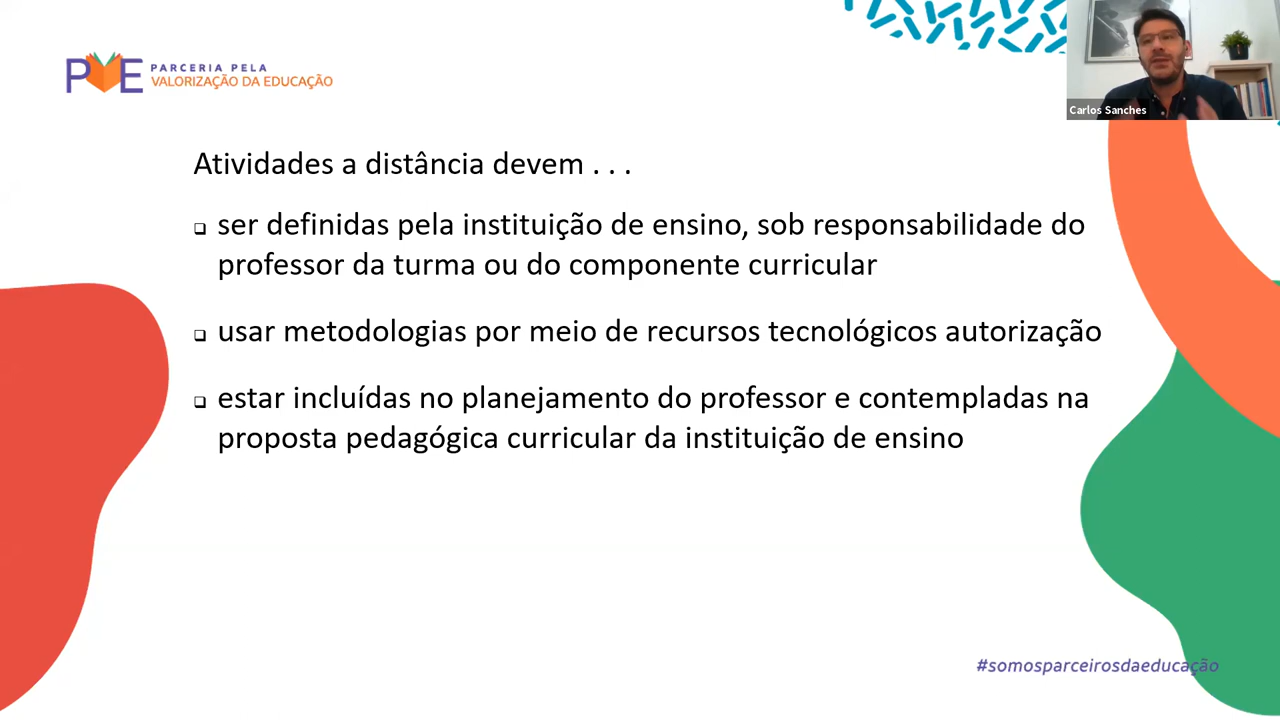 PVE PARCERIA PELA
VALORIZAÇÃO DA EDUCAÇÃO
Carlos Sanches
Atividades a distância devem . . .
ser definidas pela instituição de ensino, sob responsabilidade do
professor da turma ou do componente curricular
usar metodologias por meio de recursos tecnológicos autorização
estar incluídas no planejamento do professor e contempladas na
proposta pedagógica curricular da instituição de ensino
#somosparceirosdaeducação